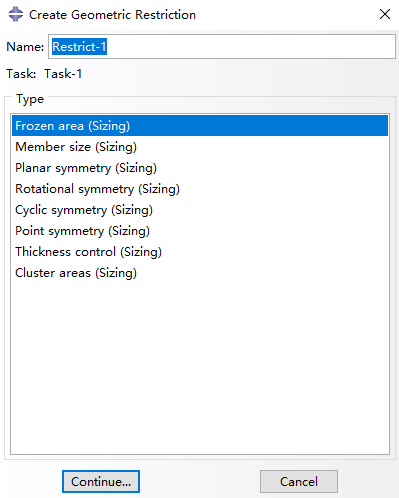 Create Geometric Restriction
Name: Restrict-1
Task: Task-1
Type
Frozen area (Sizing)
Member size (Sizing)
Planar symmetry (Sizing)
Rotational symmetry (Sizing)
Cyclic symmetry (Sizing)
Point symmetry (Sizing)
Thickness control (Sizing)
Cluster areas (Sizing)
Continue... Cancel